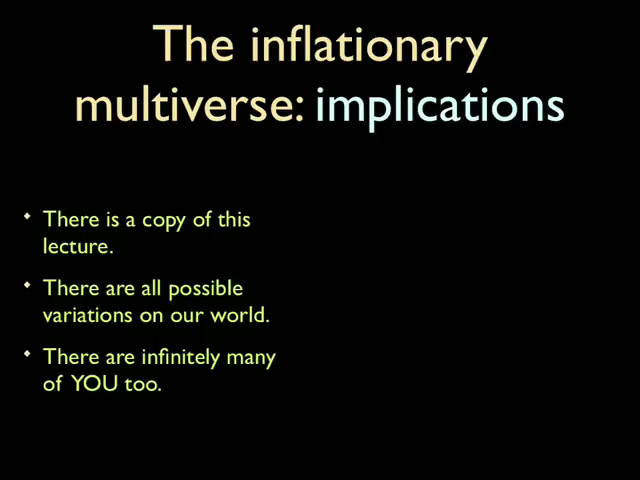 The inflationary
multiverse: implications
There is a copy of this
lecture.
There are all possible
variations on our world.
There are infinitely many
of YOU too.